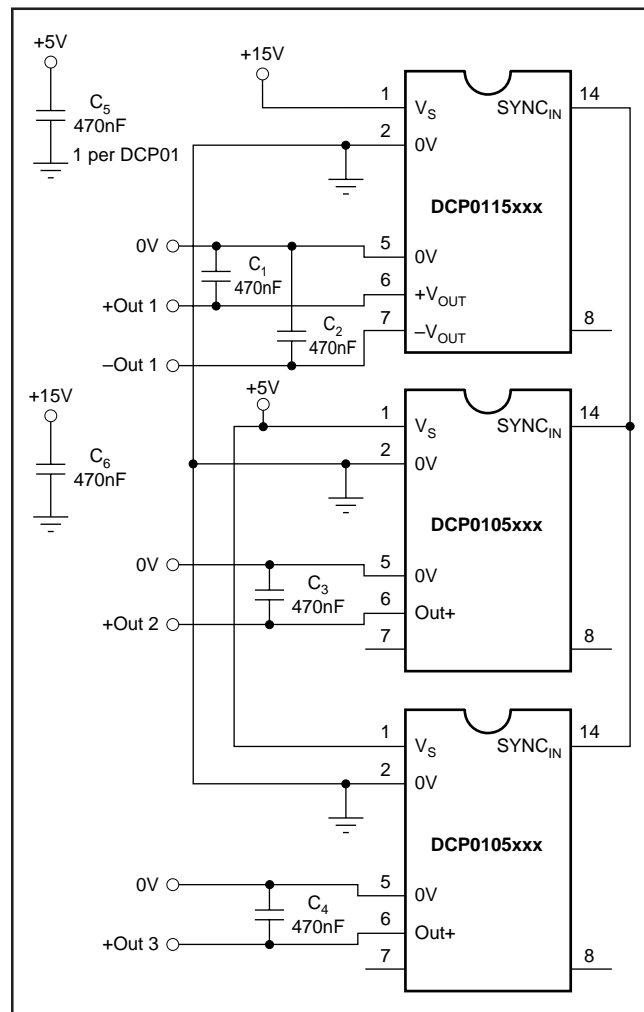 +5V
C5
470nF
1 per DCP01
+15V
1
VS
SYNCIN
14
2
0V
DCP0115xxx
0V
5
0V
C1
470nF
6
+VOUT
+Out 1
C2
470nF
7
–VOUT
8
–Out 1
+15V
C6
470nF
+5V
1
VS
SYNCIN
14
2
0V
DCP0105xxx
0V
5
0V
C3
470nF
6
Out+
+Out 2
7
8
1
VS
SYNCIN
14
2
0V
DCP0105xxx
0V
5
0V
C4
470nF
6
Out+
+Out 3
7
8